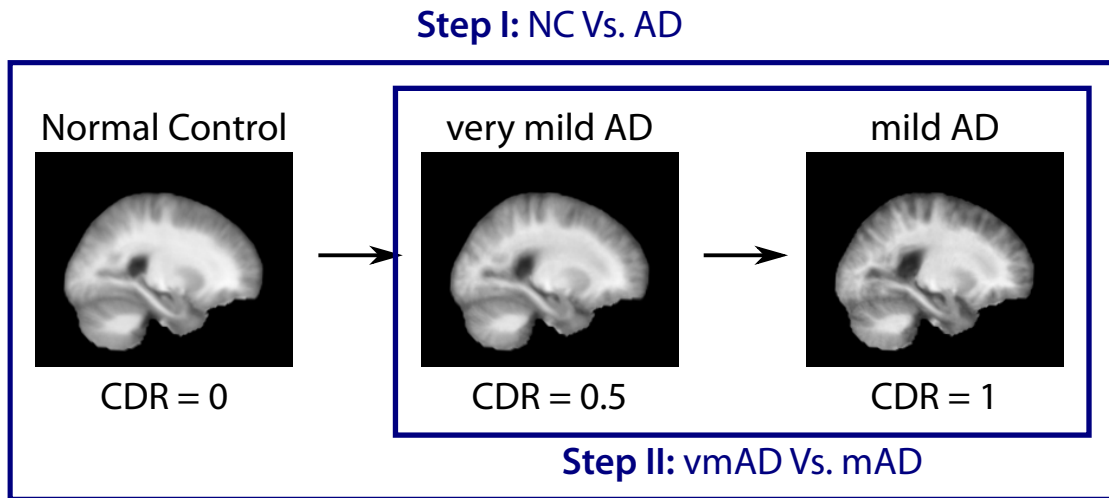 Step I: NC Vs. AD
Normal Control
very mild AD
mild AD
CDR = 0
CDR = 0.5
CDR = 1
Step II: vmAD Vs. mAD